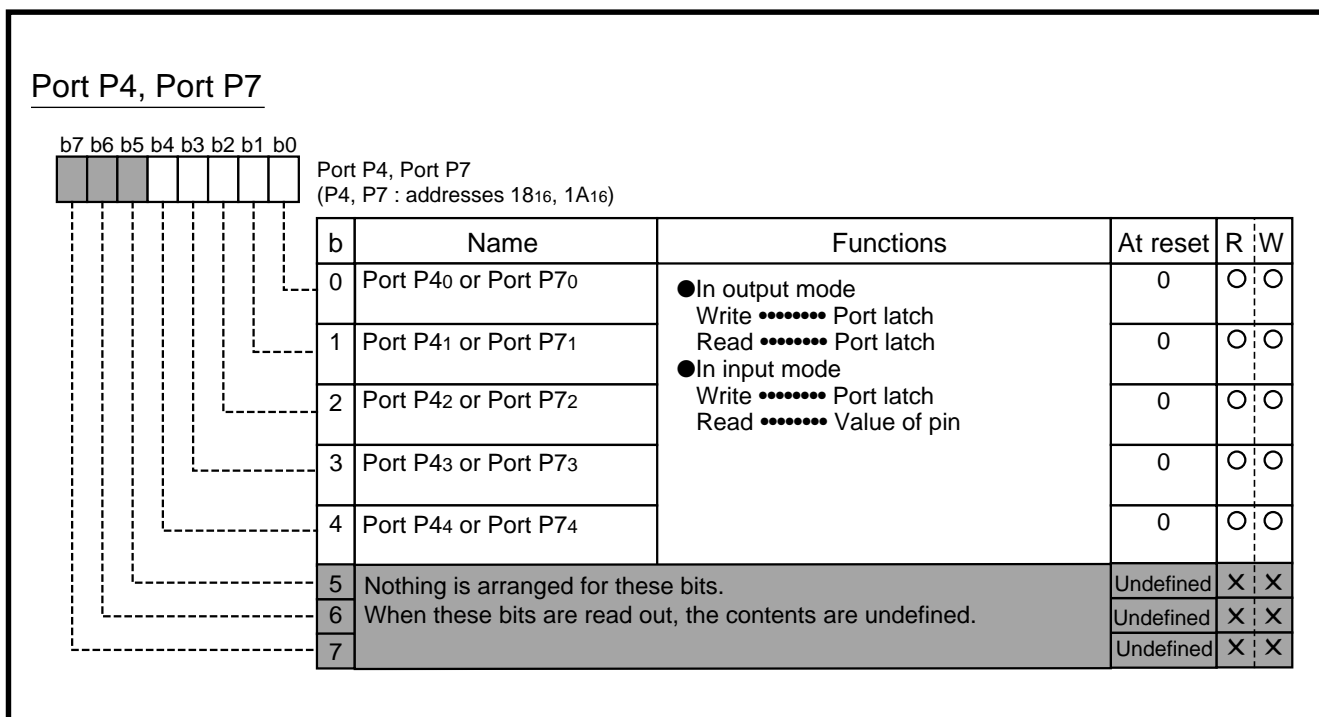 Port P4, Port P7
b7 b6 b5 b4 b3 b2 b1 b0
Port P4, Port P7
(P4, P7 : addresses 1816, 1A16)
b Name Functions At reset R W
0 Port P40 or Port P70 0 O O
1 Port P41 or Port P71 0 O O
2 Port P42 or Port P72 0 O O
3 Port P43 or Port P73 0 O O
4 Port P44 or Port P74 0 O O
●In output mode
Write •••••••• Port latch
Read •••••••• Port latch
●In input mode
Write •••••••• Port latch
Read •••••••• Value of pin
5 Nothing is arranged for these bits. Undefined X X
6 When these bits are read out, the contents are undefined. Undefined X X
7 Undefined X X